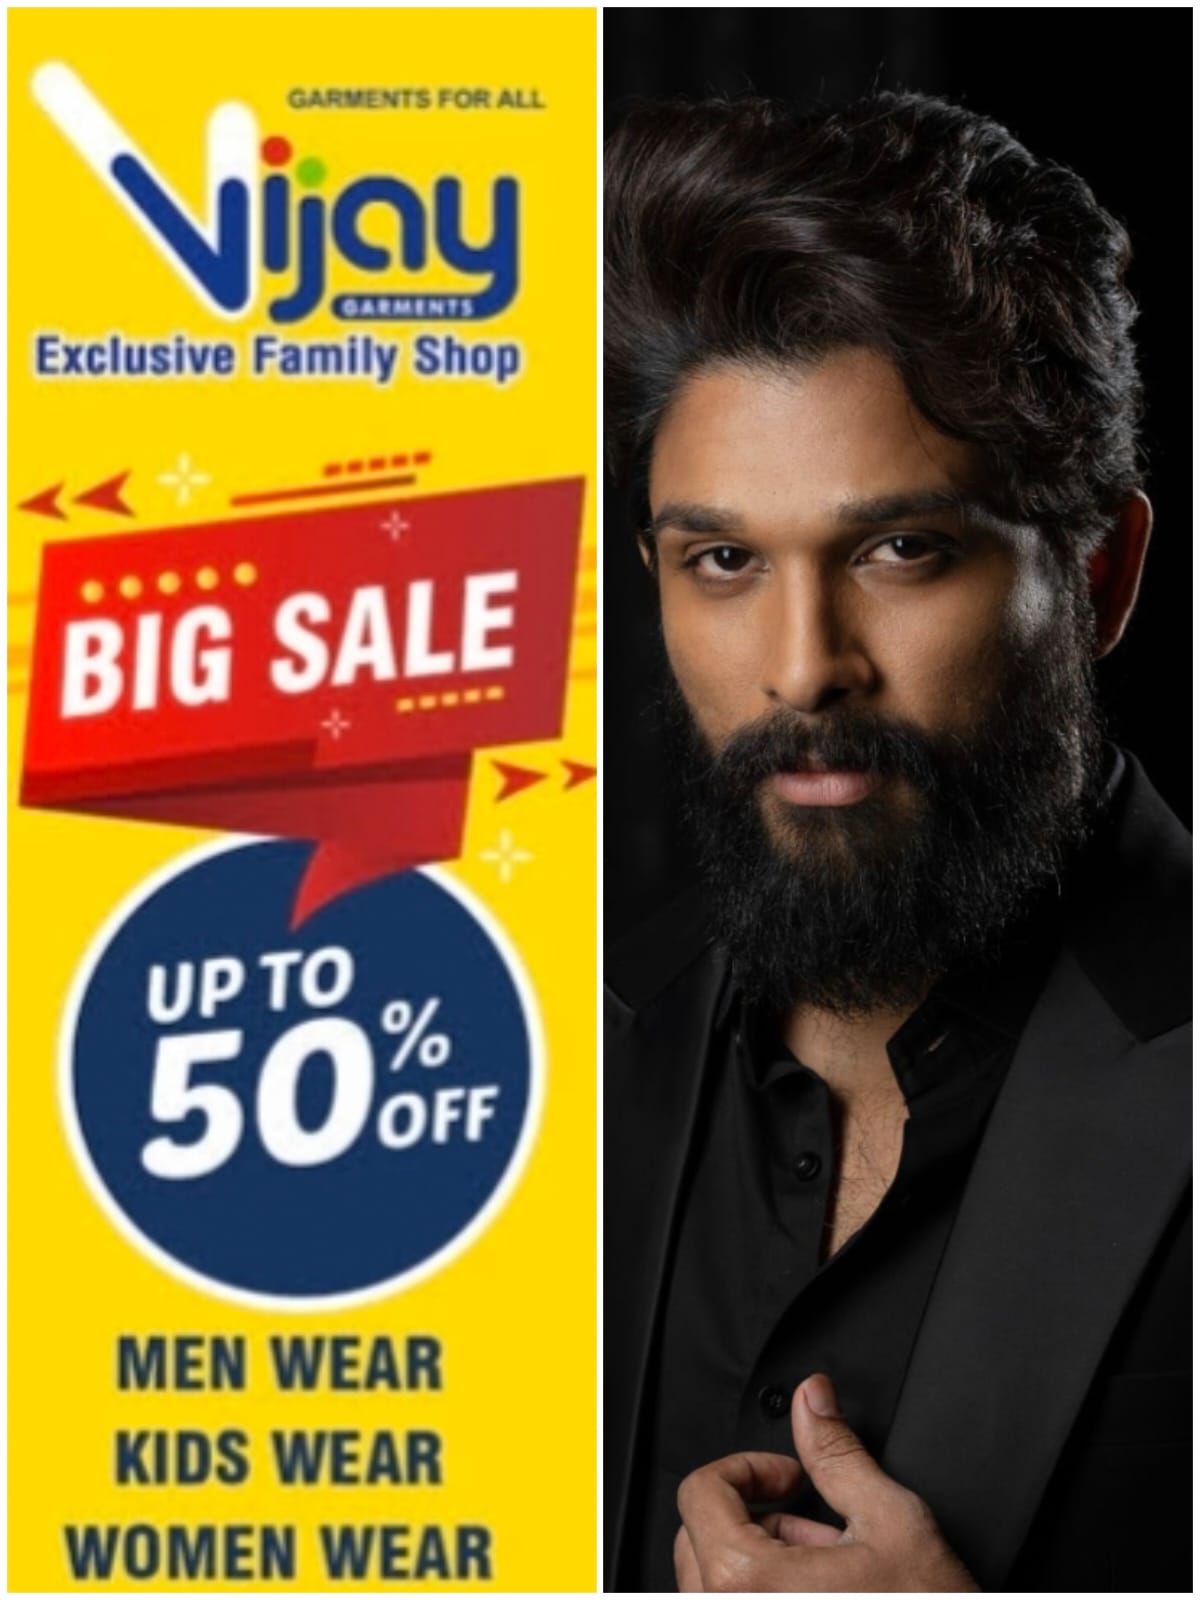 GARMENTS FOR ALL
Vijay
GARMENTS
Exclusive Family Shop
BIG SALE
UP TO
50%
OFF
MEN WEAR
KIDS WEAR
WOMEN WEAR